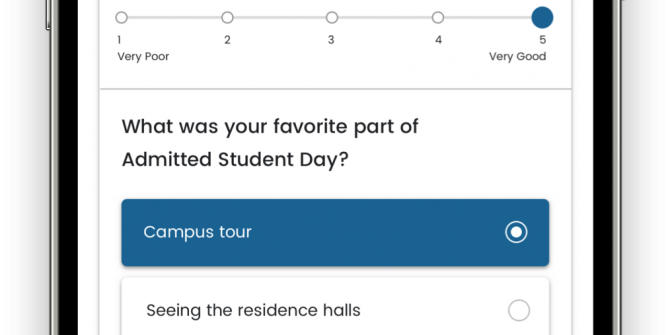 1 2 3 4 5
Very Poor Very Good
What was your favorite part of
Admitted Student Day?
Campus tour
Seeing the residence halls